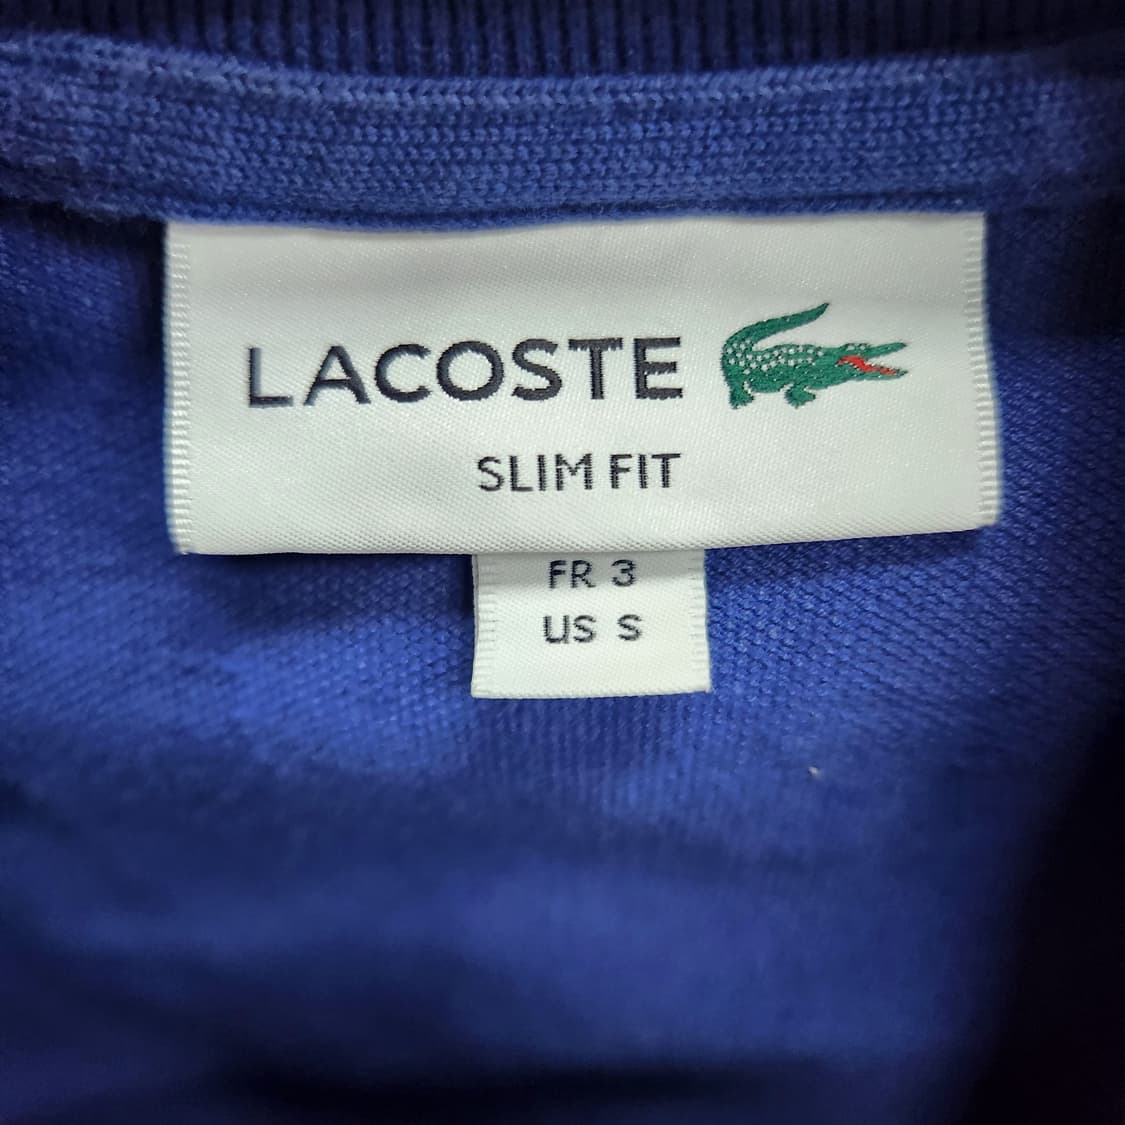 LACOSTE
SLIM FIT
FR 3
US S